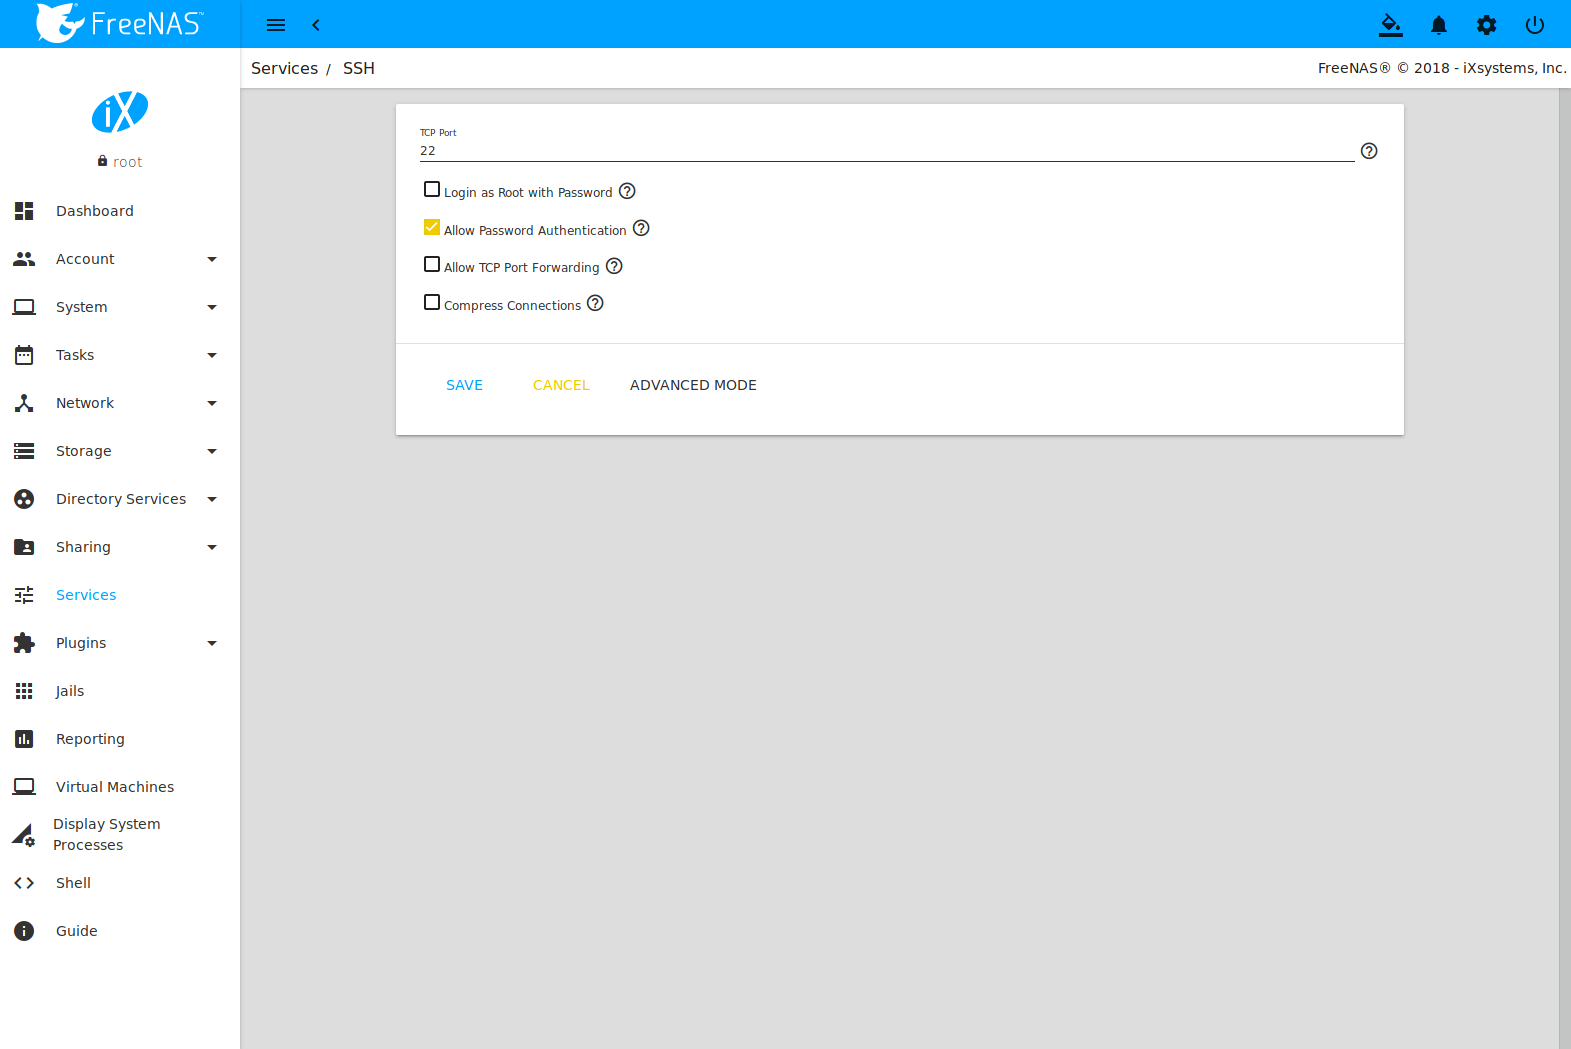 FreeNAS™
Services / SSH
FreeNAS® © 2018 - iXsystems, Inc.
iX
root
Dashboard
Account
System
Tasks
Network
Storage
Directory Services
Sharing
Services
Plugins
Jails
Reporting
Virtual Machines
Display System
Processes
Shell
Guide
TCP Port
22
Login as Root with Password
Allow Password Authentication
Allow TCP Port Forwarding
Compress Connections
SAVE CANCEL ADVANCED MODE